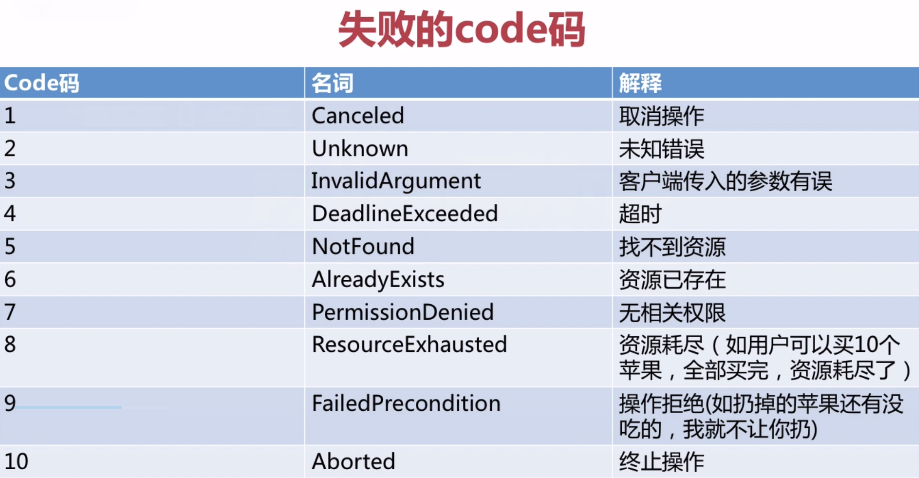 失败的code码
Code码 名词 解释
1 Canceled 取消操作
2 Unknown 未知错误
3 InvalidArgument 客户端传入的参数有误
4 DeadlineExceeded 超时
5 NotFound 找不到资源
6 AlreadyExists 资源已存在
7 PermissionDenied 无相关权限
8 ResourceExhausted 资源耗尽（如用户可以买10个
苹果，全部买完，资源耗尽了）
9 FailedPrecondition 操作拒绝(如扔掉的苹果还有没
吃的，我就不让你扔)
10 Aborted 终止操作